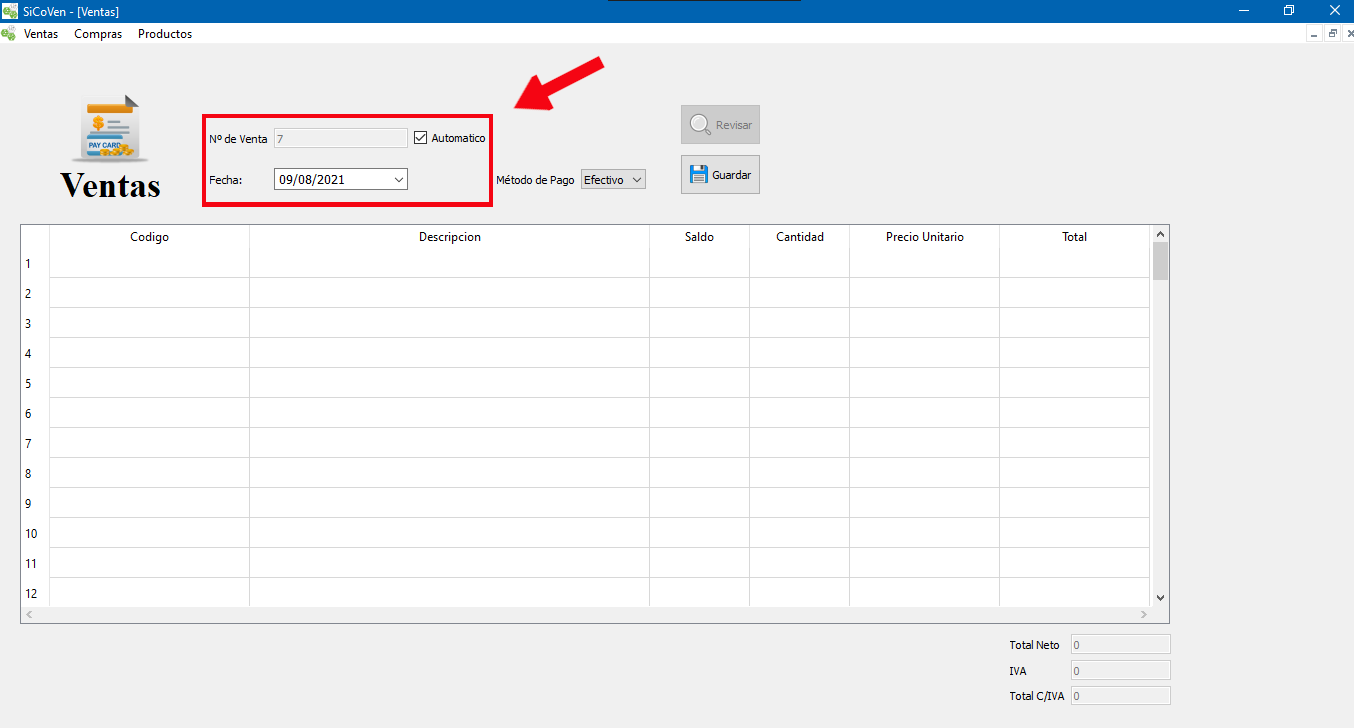 SiCoVen - [Ventas]
Ventas Compras Productos
PAY CARD
Ventas
Nº de Venta 7 Automatico
Fecha: 09/08/2021
Método de Pago Efectivo
Revisar
Guardar
Codigo Descripcion Saldo Cantidad Precio Unitario Total
1
2
3
4
5
6
7
8
9
10
11
12
Total Neto 0
IVA 0
Total C/IVA 0